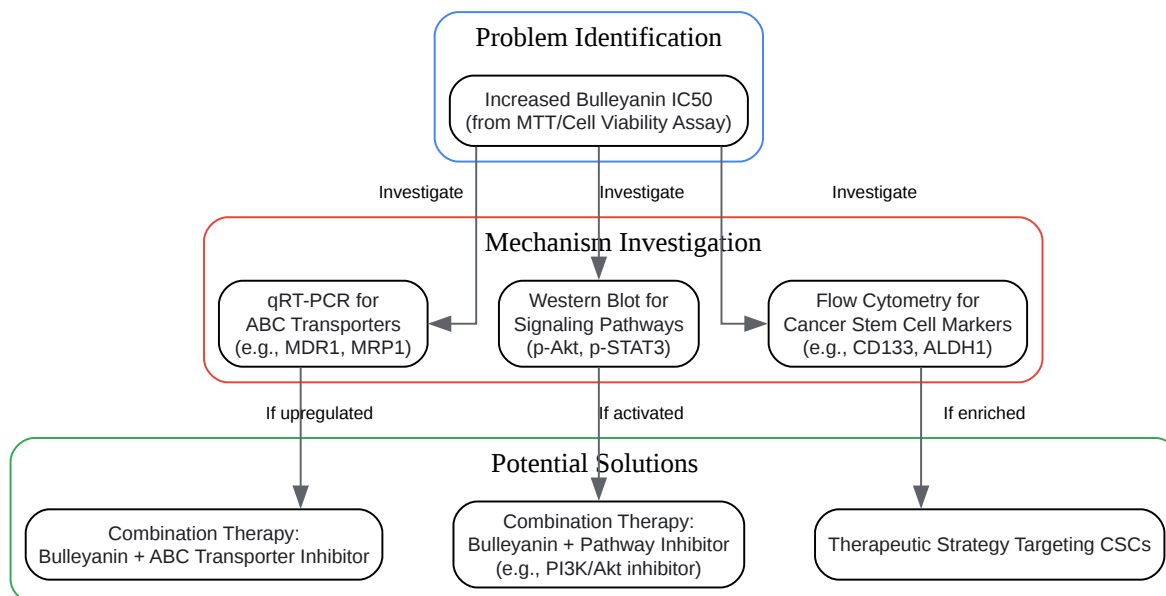 Problem Identification
Increased Bulleyanin IC50
(from MTT/Cell Viability Assay)
Investigate
Investigate
Investigate
Mechanism Investigation
qRT-PCR for
ABC Transporters
(e.g., MDR1, MRP1)
Western Blot for
Signaling Pathways
(p-Akt, p-STAT3)
Flow Cytometry for
Cancer Stem Cell Markers
(e.g., CD133, ALDH1)
If upregulated
If activated
If enriched
Potential Solutions
Combination Therapy:
Bulleyanin + ABC Transporter Inhibitor
Combination Therapy:
Bulleyanin + Pathway Inhibitor
(e.g., PI3K/Akt inhibitor)
Therapeutic Strategy Targeting CSCs